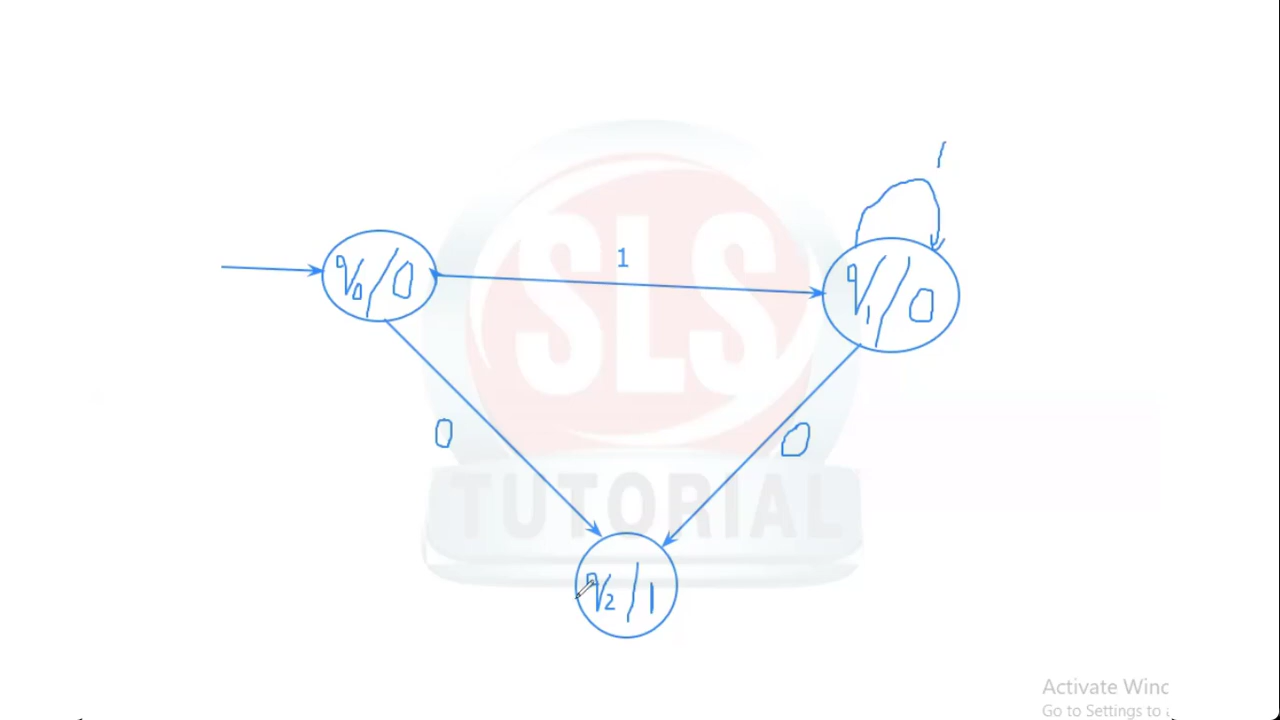 1
1
q0/0
q1/0
SLS
0
0
TUTORIAL
q2/1
Activate Winc
Go to Settings to a